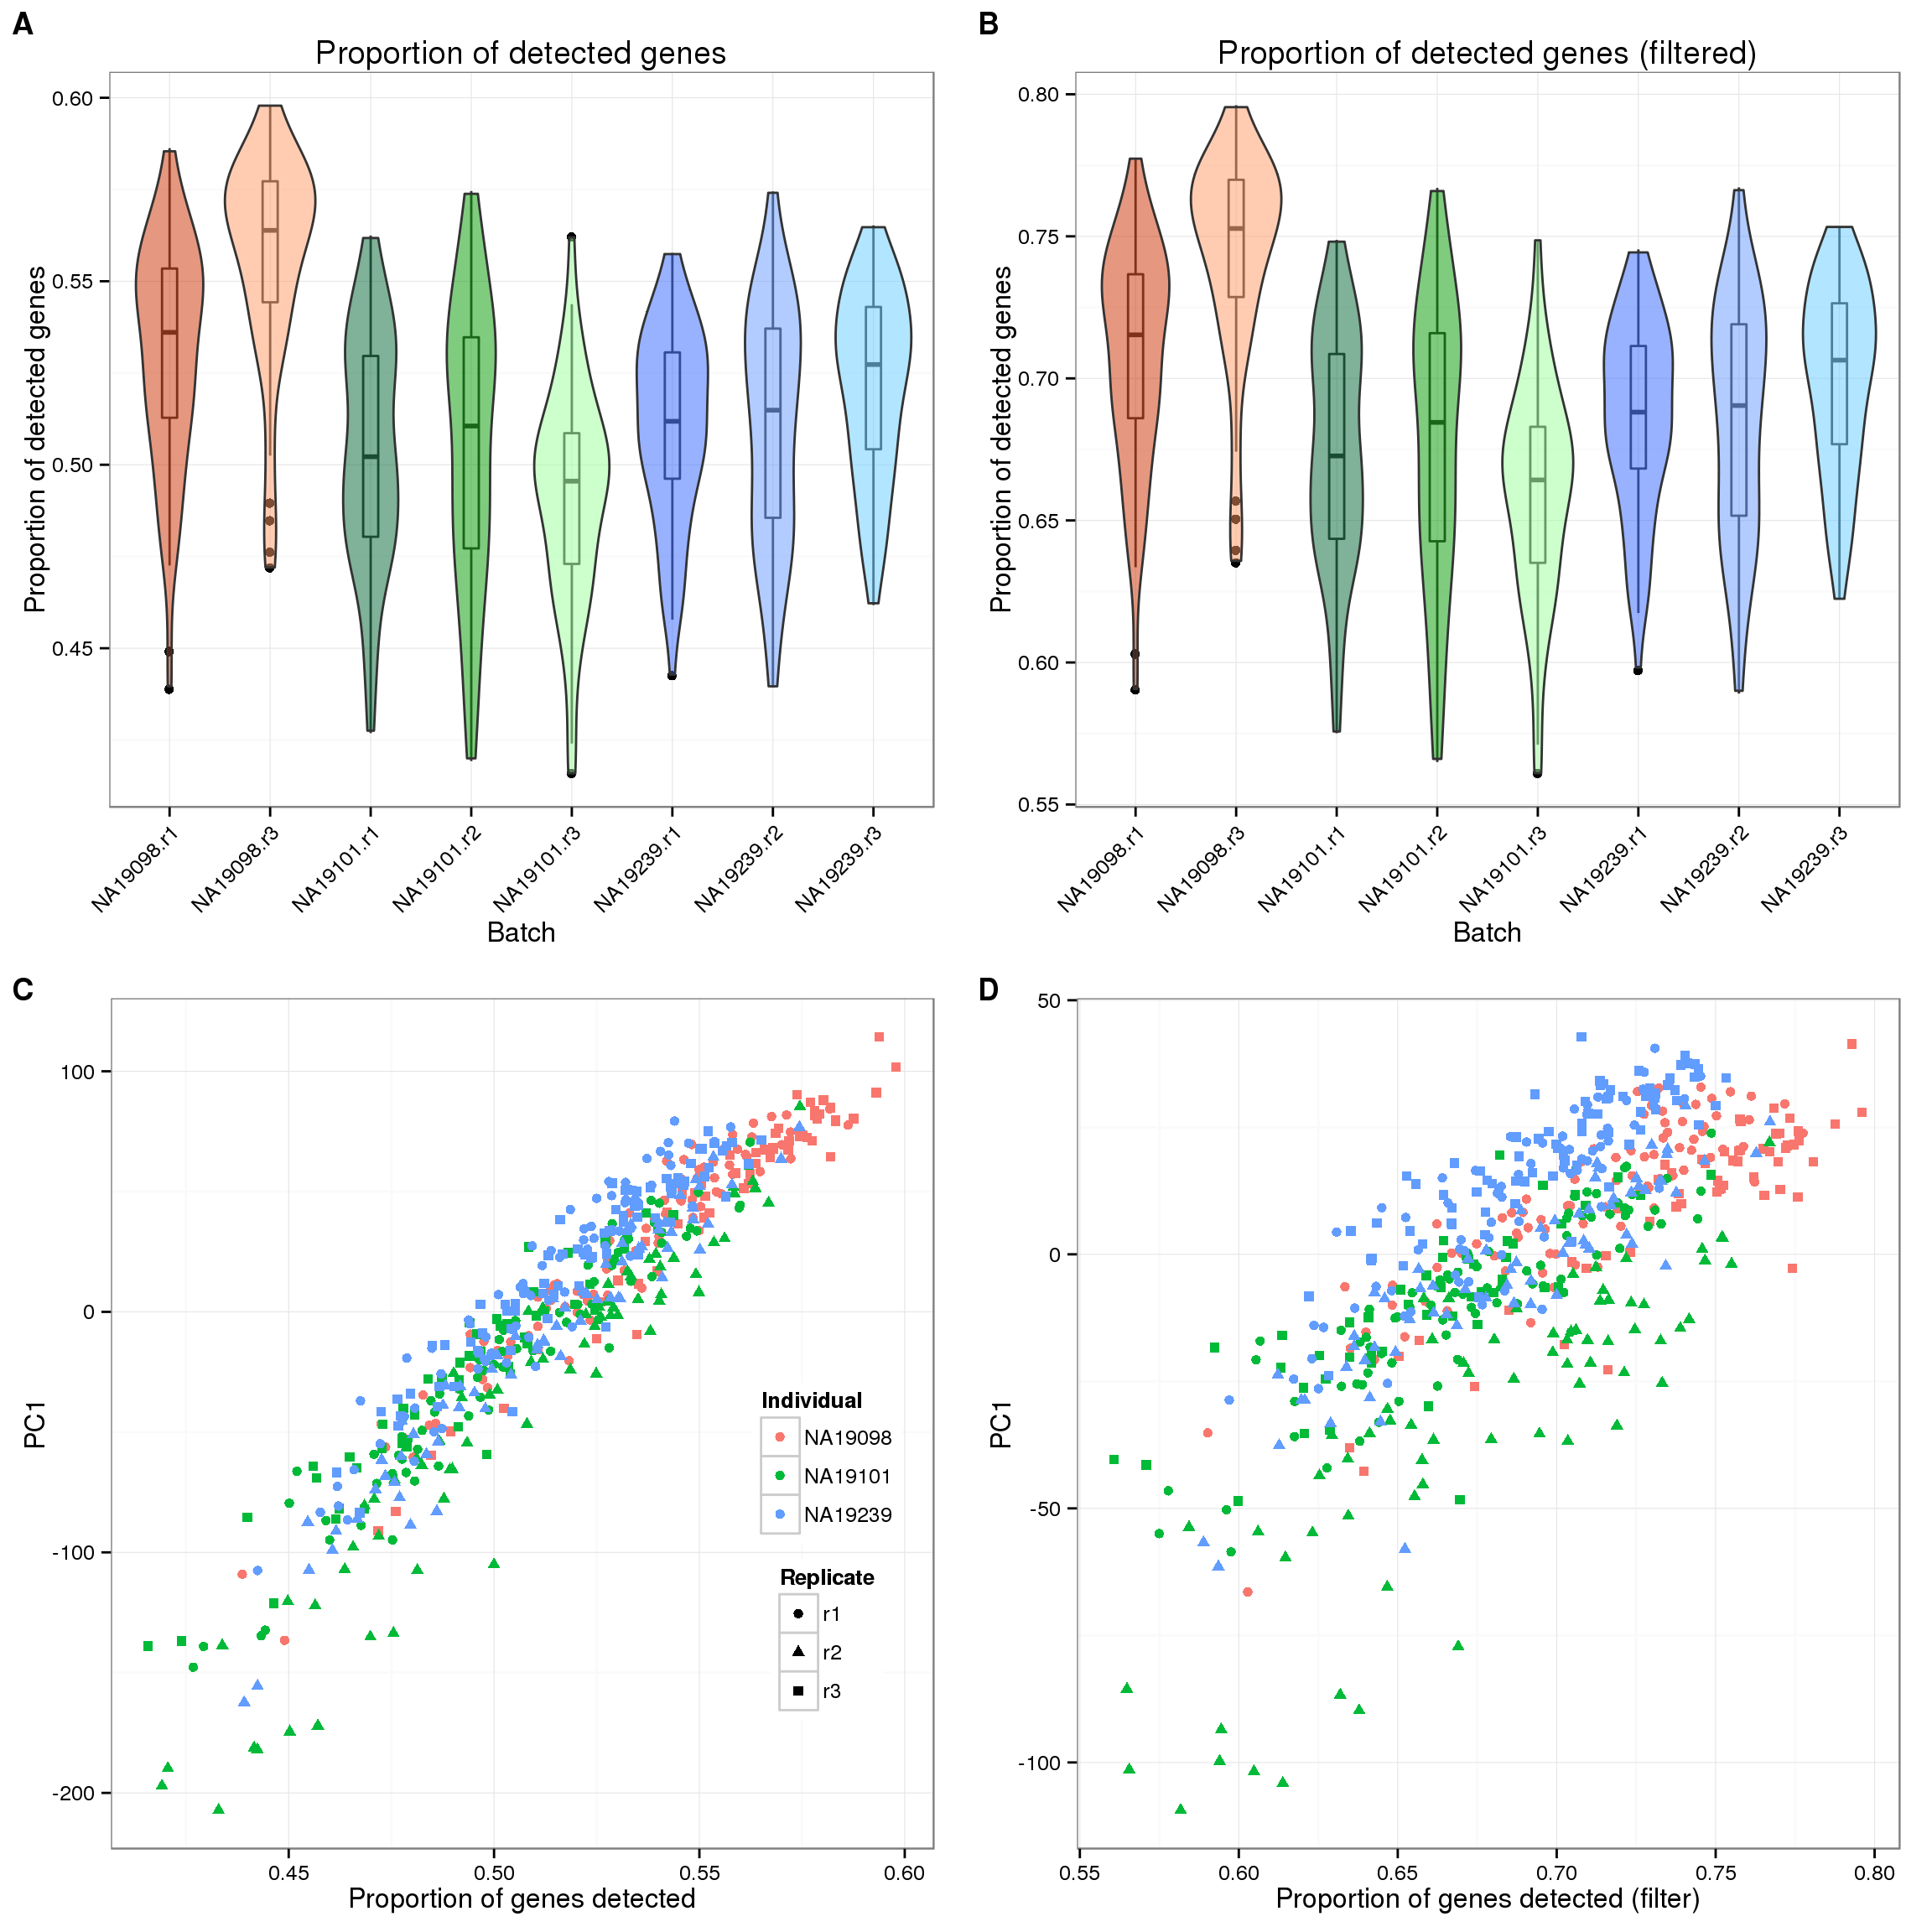 A
Proportion of detected genes
Proportion of detected genes
0.60
0.55
0.50
0.45
NA19098.r1
NA19098.r3
NA19101.r1
NA19101.r2
NA19101.r3
NA19239.r1
NA19239.r2
NA19239.r3
Batch
B
Proportion of detected genes (filtered)
Proportion of detected genes
0.80
0.75
0.70
0.65
0.60
0.55
NA19098.r1
NA19098.r3
NA19101.r1
NA19101.r2
NA19101.r3
NA19239.r1
NA19239.r2
NA19239.r3
Batch
C
PC1
100
0
-100
-200
Individual
NA19098
NA19101
NA19239
Replicate
r1
r2
r3
0.45 0.50 0.55 0.60
Proportion of genes detected
D
PC1
50
0
-50
-100
0.55 0.60 0.65 0.70 0.75 0.80
Proportion of genes detected (filter)